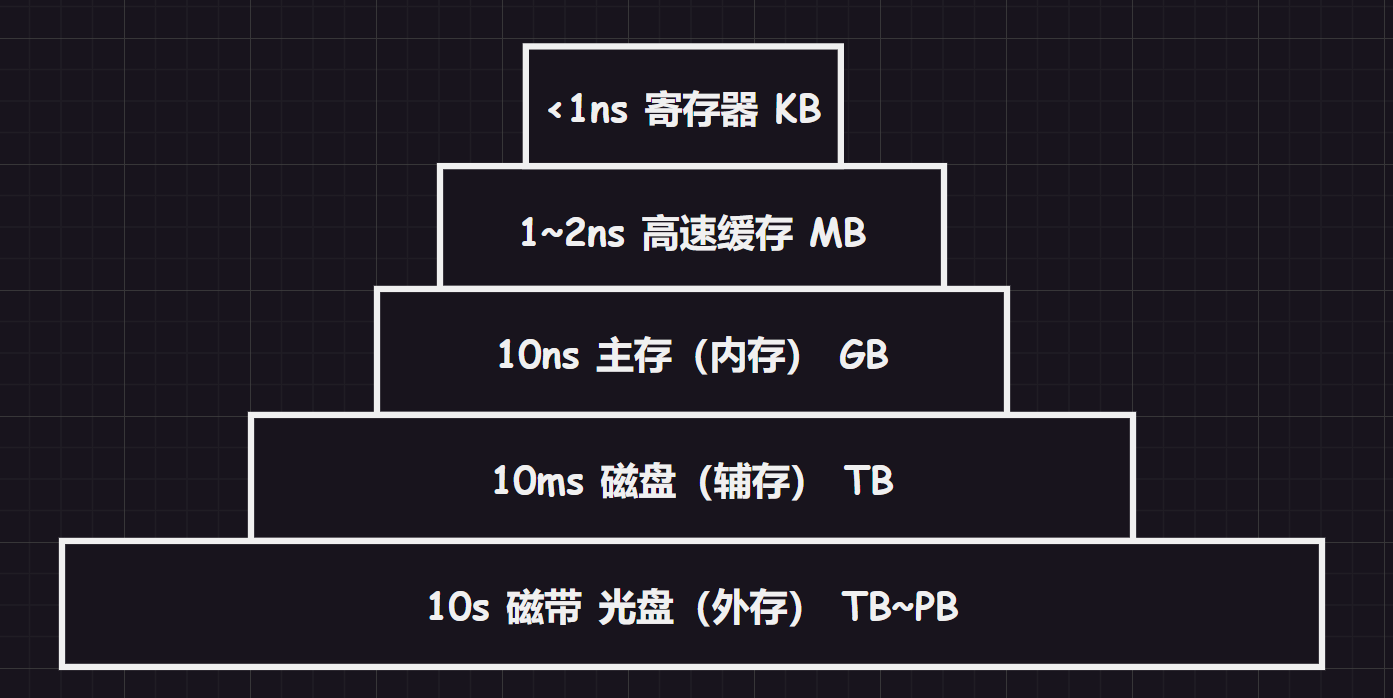 <1ns 寄存器 KB
1~2ns 高速缓存 MB
10ns 主存（内存） GB
10ms 磁盘（辅存） TB
10s 磁带 光盘（外存） TB~PB